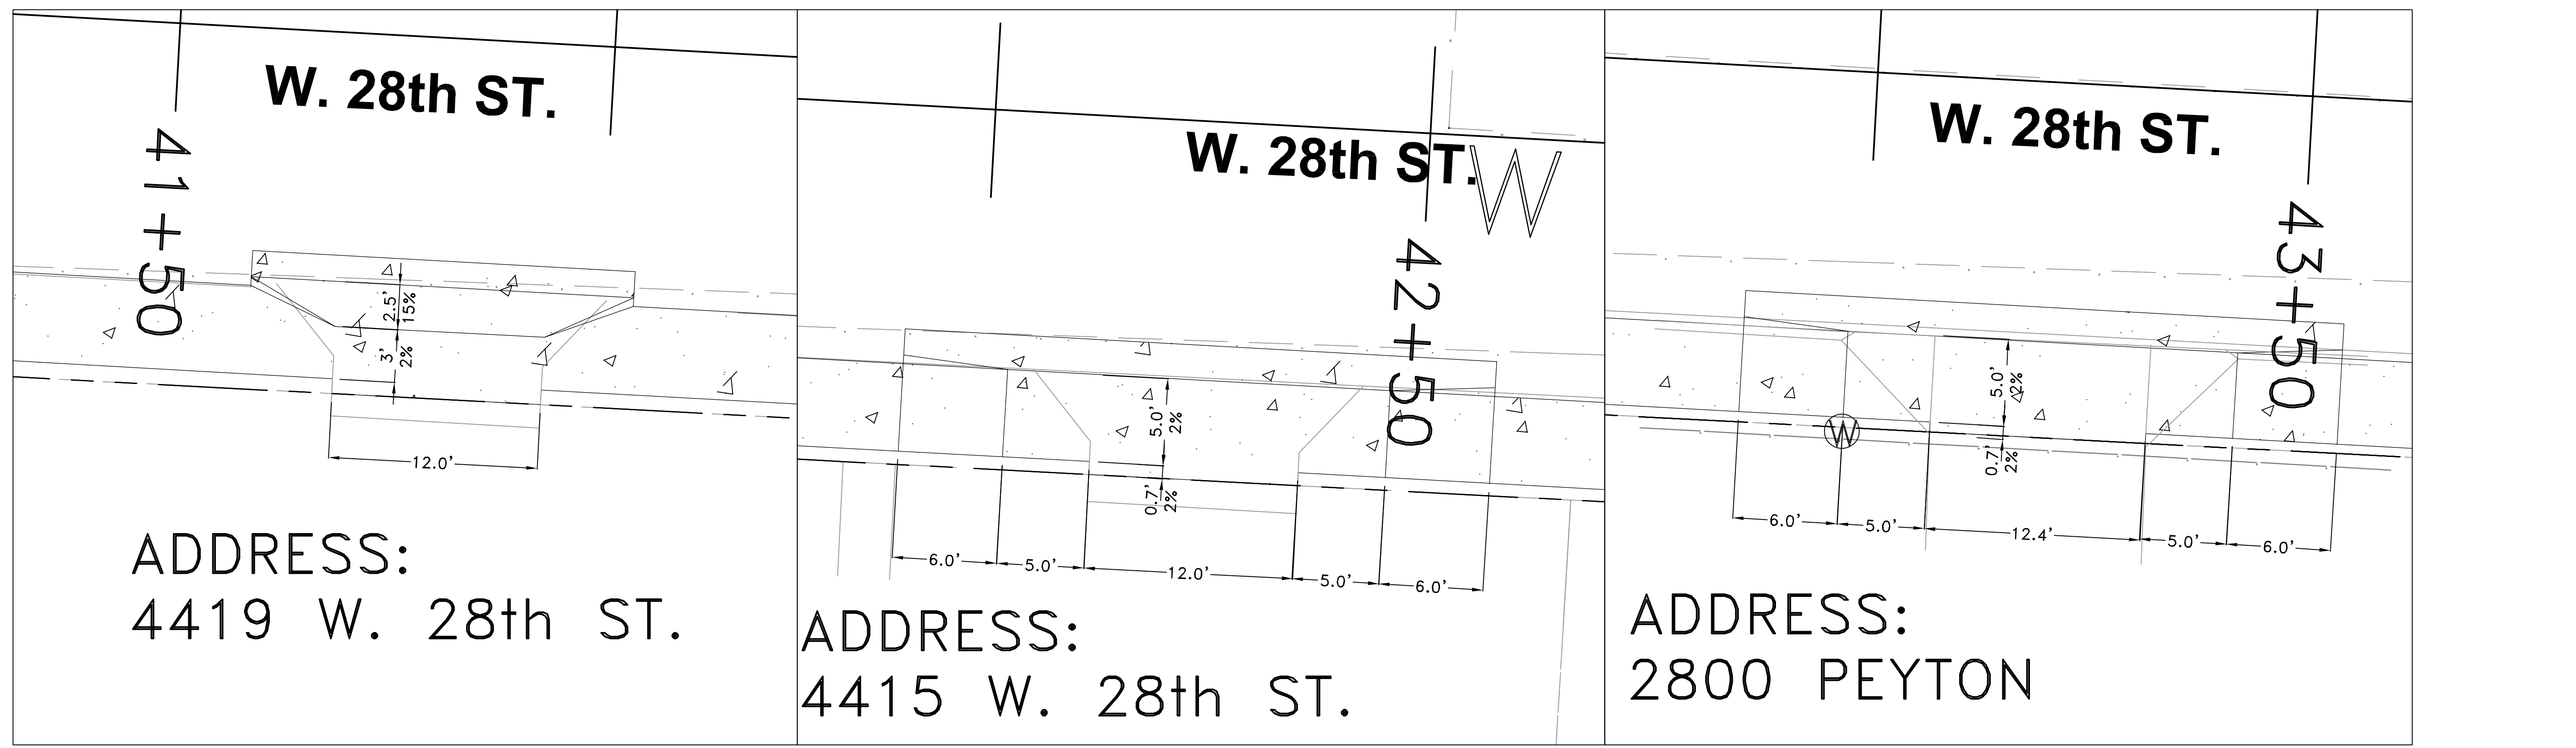 W. 28th ST.
41+50
2.5'
15%
3'
2%
12.0'
ADDRESS:
4419 W. 28th ST.
W. 28th ST.
W
42+50
5.0'
2%
0.7'
2%
6.0'
5.0'
12.0'
5.0'
6.0'
ADDRESS:
4415 W. 28th ST.
W. 28th ST.
43+50
5.0'
2%
W
0.7'
2%
6.0'
5.0'
12.4'
5.0'
6.0'
ADDRESS:
2800 PEYTON